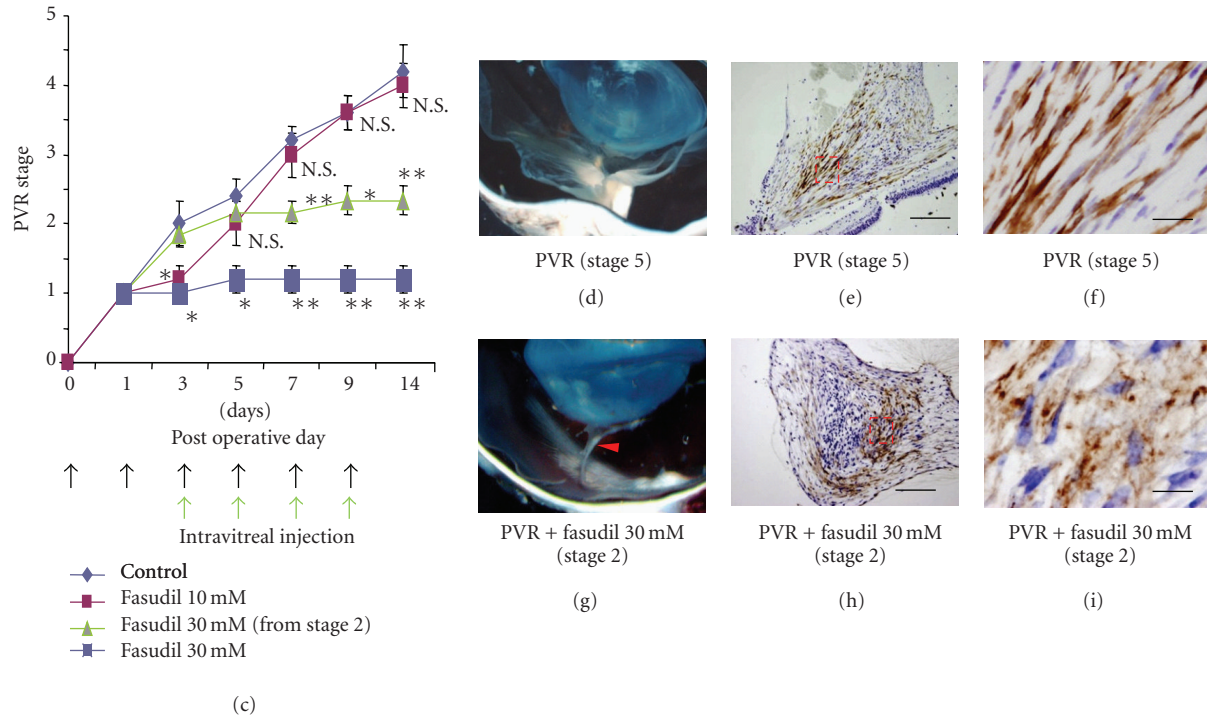 5
4
3
2
1
0
PVR stage
N.S.
N.S.
N.S.
N.S.
**
**
*
*
*
*
**
**
**
0 1 3 5 7 9 14
(days)
Post operative day
Intravitreal injection
Control
Fasudil 10 mM
Fasudil 30 mM (from stage 2)
Fasudil 30 mM
(c)
PVR (stage 5)
(d)
PVR (stage 5)
(e)
PVR (stage 5)
(f)
PVR + fasudil 30 mM
(stage 2)
(g)
PVR + fasudil 30 mM
(stage 2)
(h)
PVR + fasudil 30 mM
(stage 2)
(i)